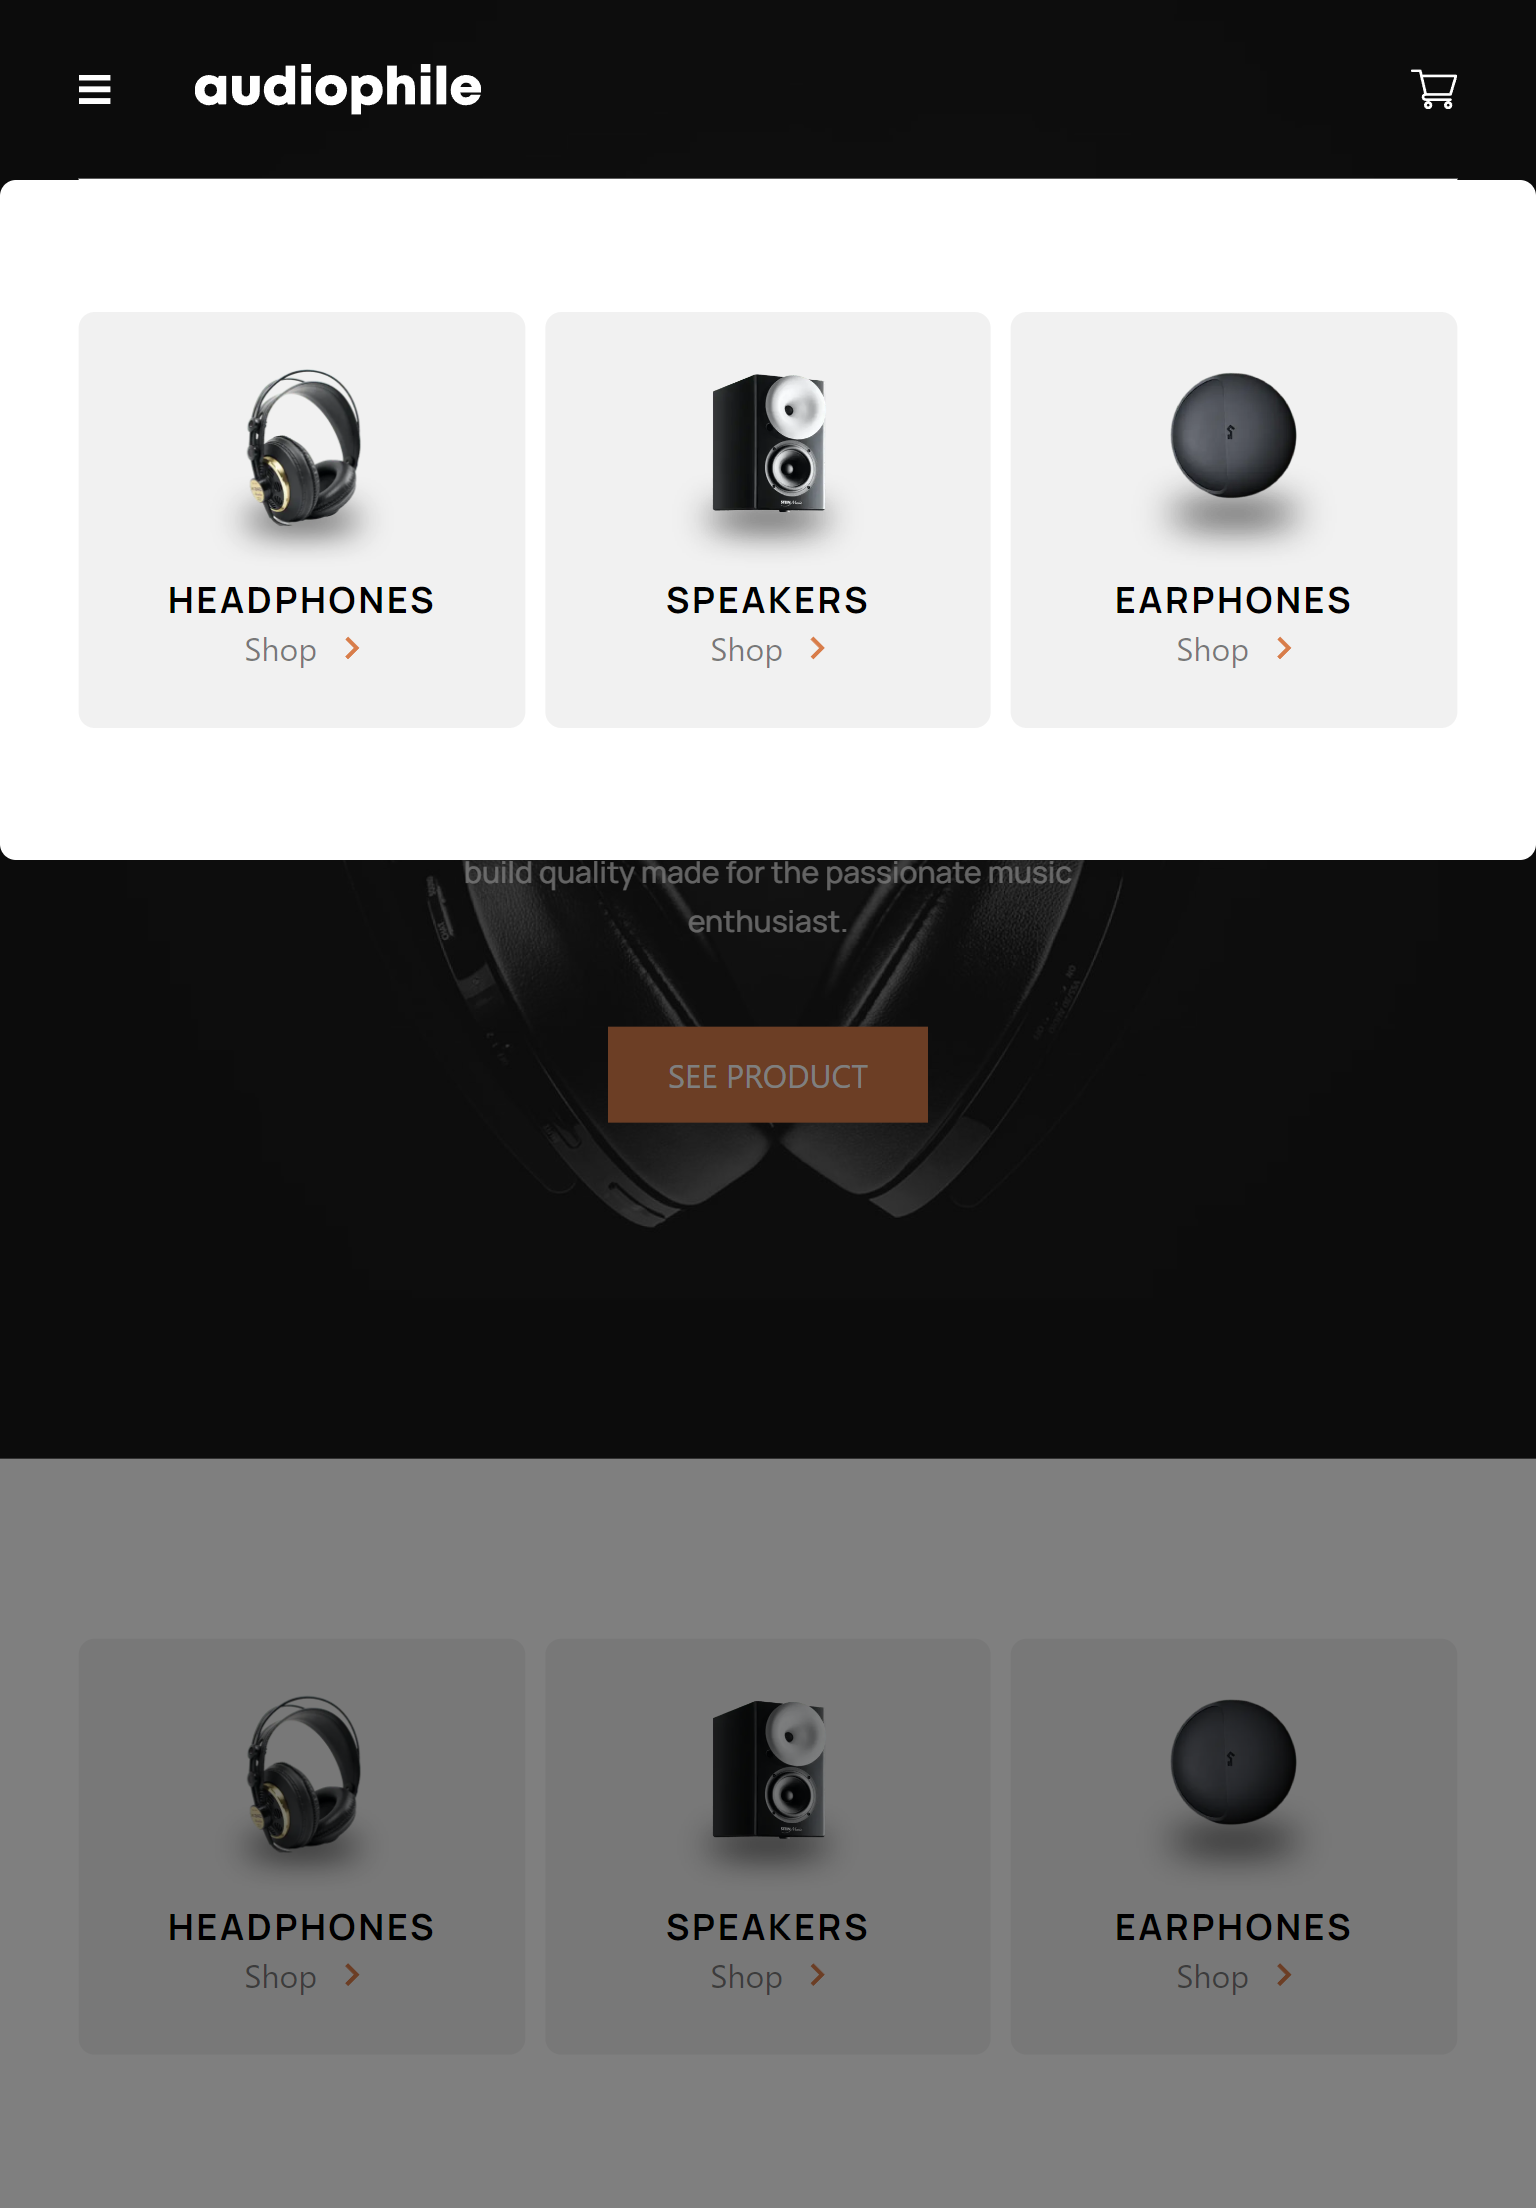 audiophile
HEADPHONES
Shop
SPEAKERS
Shop
EARPHONES
Shop
build quality made for the passionate music
enthusiast.
SEE PRODUCT
HEADPHONES
Shop
SPEAKERS
Shop
EARPHONES
Shop